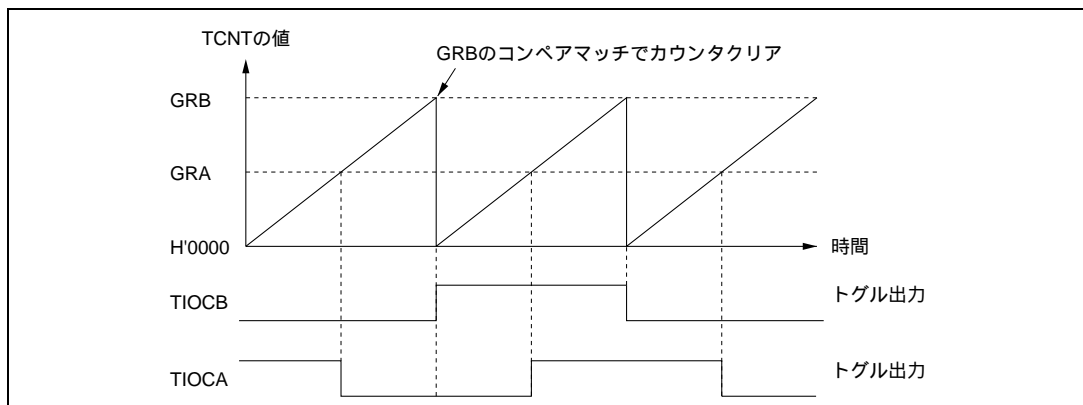 TCNTの値
GRBのコンペアマッチでカウンタクリア
GRB
GRA
H'0000
時間
TIOCB
トグル出力
TIOCA
トグル出力